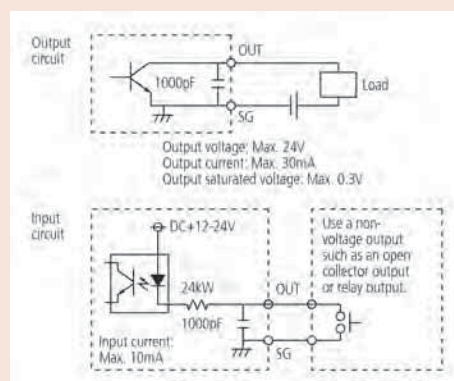 Output
circuit
OUT
1000pF
Load
SG
Output voltage: Max. 24V
Output current: Max. 30mA
Output saturated voltage: Max. 0.3V
Input
circuit
DC+12-24V
Use a non-
voltage output
such as an open
collector output
or relay output.
24kW
OUT
1000pF
Input current:
Max. 10mA
SG